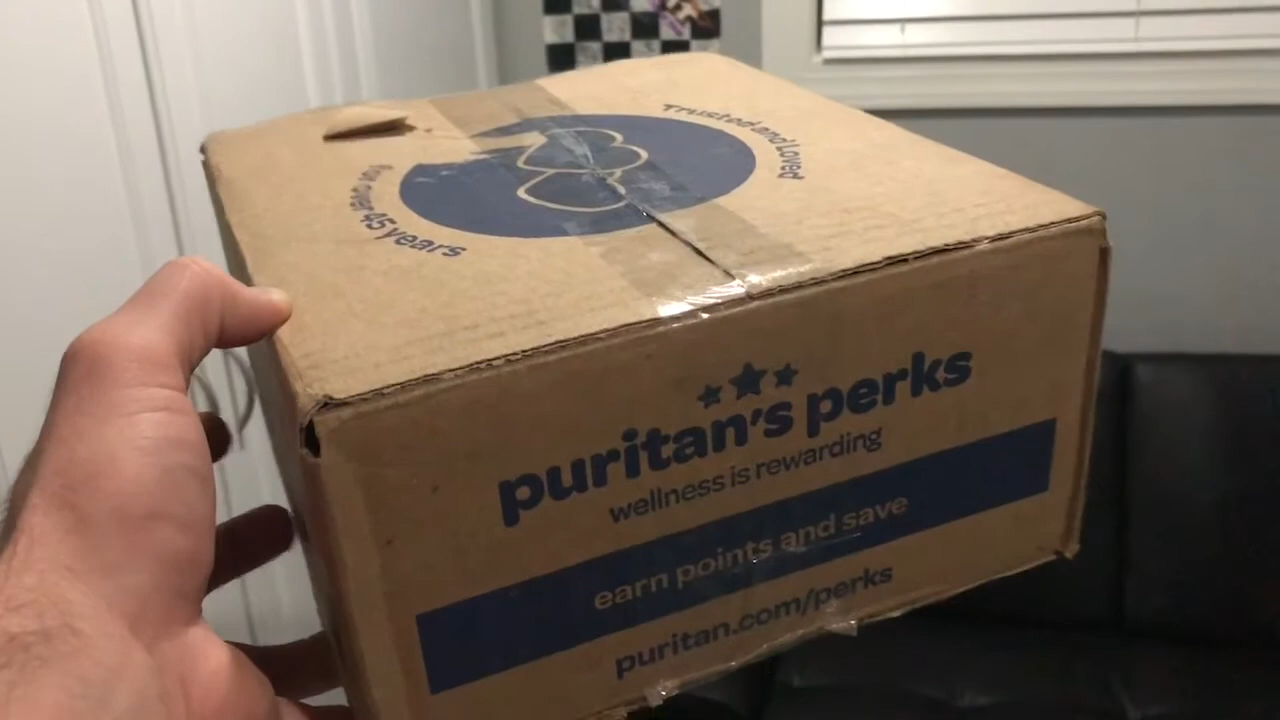 Trusted and Loved
For Over 45 years
puritan's perks
wellness is rewarding
earn points and save
puritan.com/perks